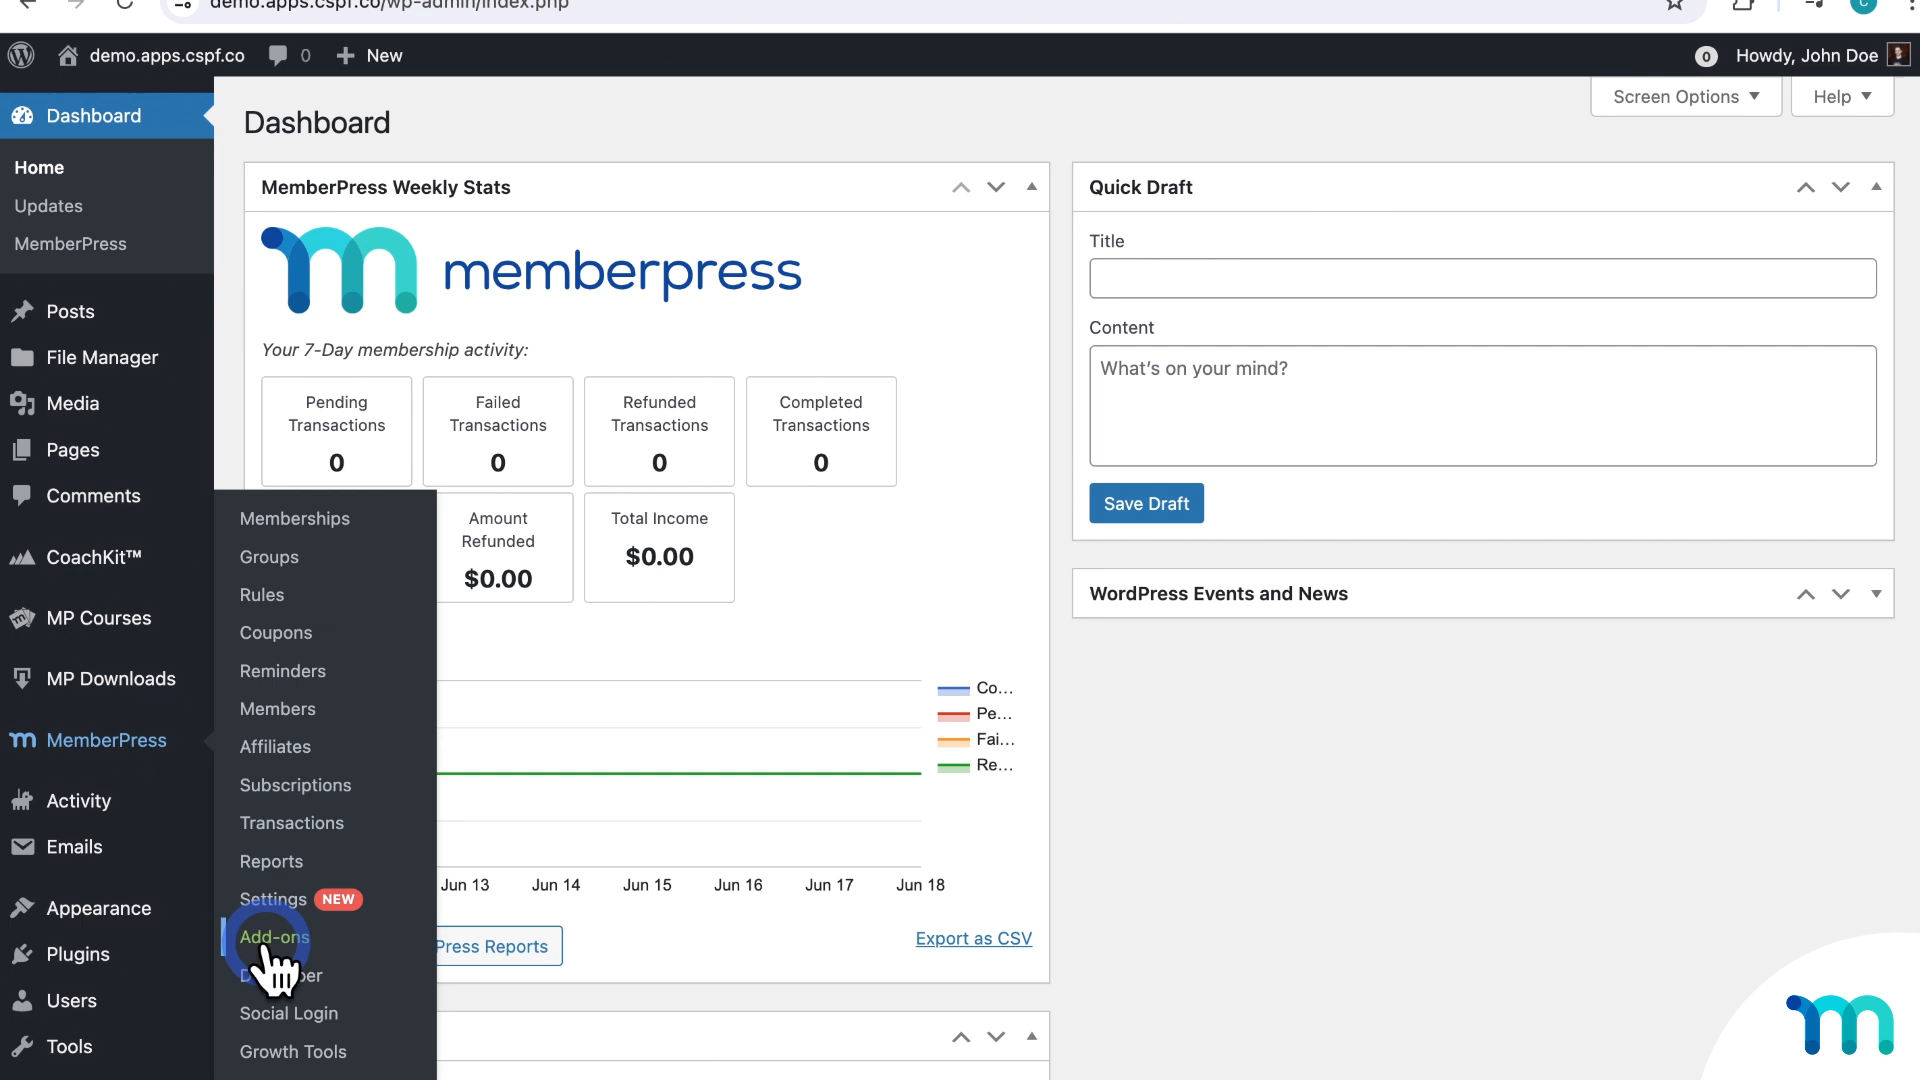 demo.apps.cspf.co/wp-admin/index.php
demo.apps.cspf.co
0
New
0
Howdy, John Doe
Dashboard
Home
Updates
MemberPress
Posts
File Manager
Media
Pages
Comments
CoachKit™
MP Courses
MP Downloads
MemberPress
Activity
Emails
Appearance
Plugins
Users
Tools
Memberships
Groups
Rules
Coupons
Reminders
Members
Affiliates
Subscriptions
Transactions
Reports
Settings NEW
Add-ons
Social Login
Growth Tools
Screen Options
Help
Dashboard
MemberPress Weekly Stats
memberpress
Your 7-Day membership activity:
Pending
Transactions
0
Failed
Transactions
0
Refunded
Transactions
0
Completed
Transactions
0
Amount
Refunded
$0.00
Total Income
$0.00
Co...
Pe...
Fai...
Re...
Jun 13
Jun 14
Jun 15
Jun 16
Jun 17
Jun 18
Press Reports
Export as CSV
Quick Draft
Title
Content
What's on your mind?
Save Draft
WordPress Events and News
C